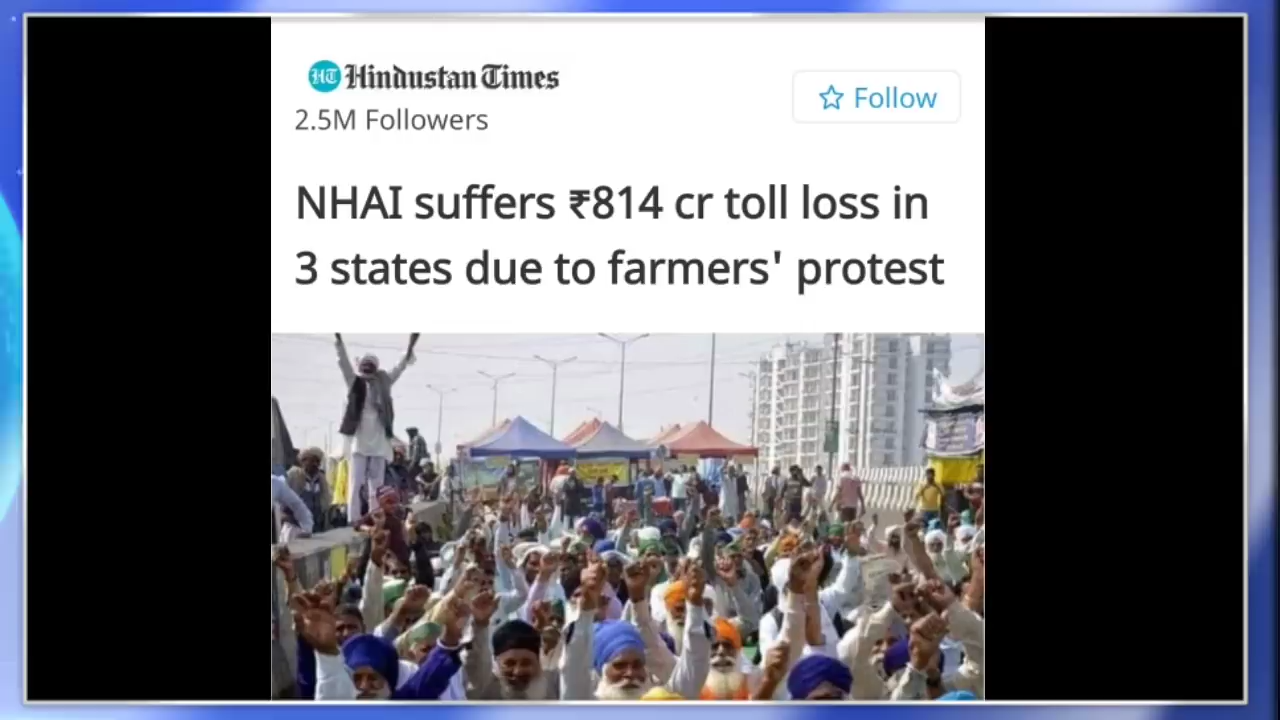 HT Hindustan Times
2.5M Followers
☆ Follow
NHAI suffers ₹814 cr toll loss in
3 states due to farmers' protest